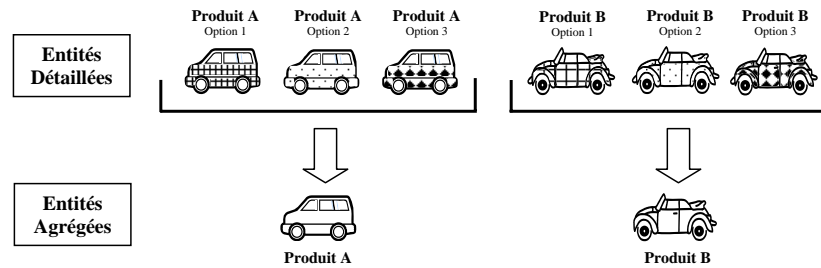 Produit A
Option 1
Produit A
Option 2
Produit A
Option 3
Produit B
Option 1
Produit B
Option 2
Produit B
Option 3
Entités
Détaillées
Entités
Agrégées
Produit A
Produit B